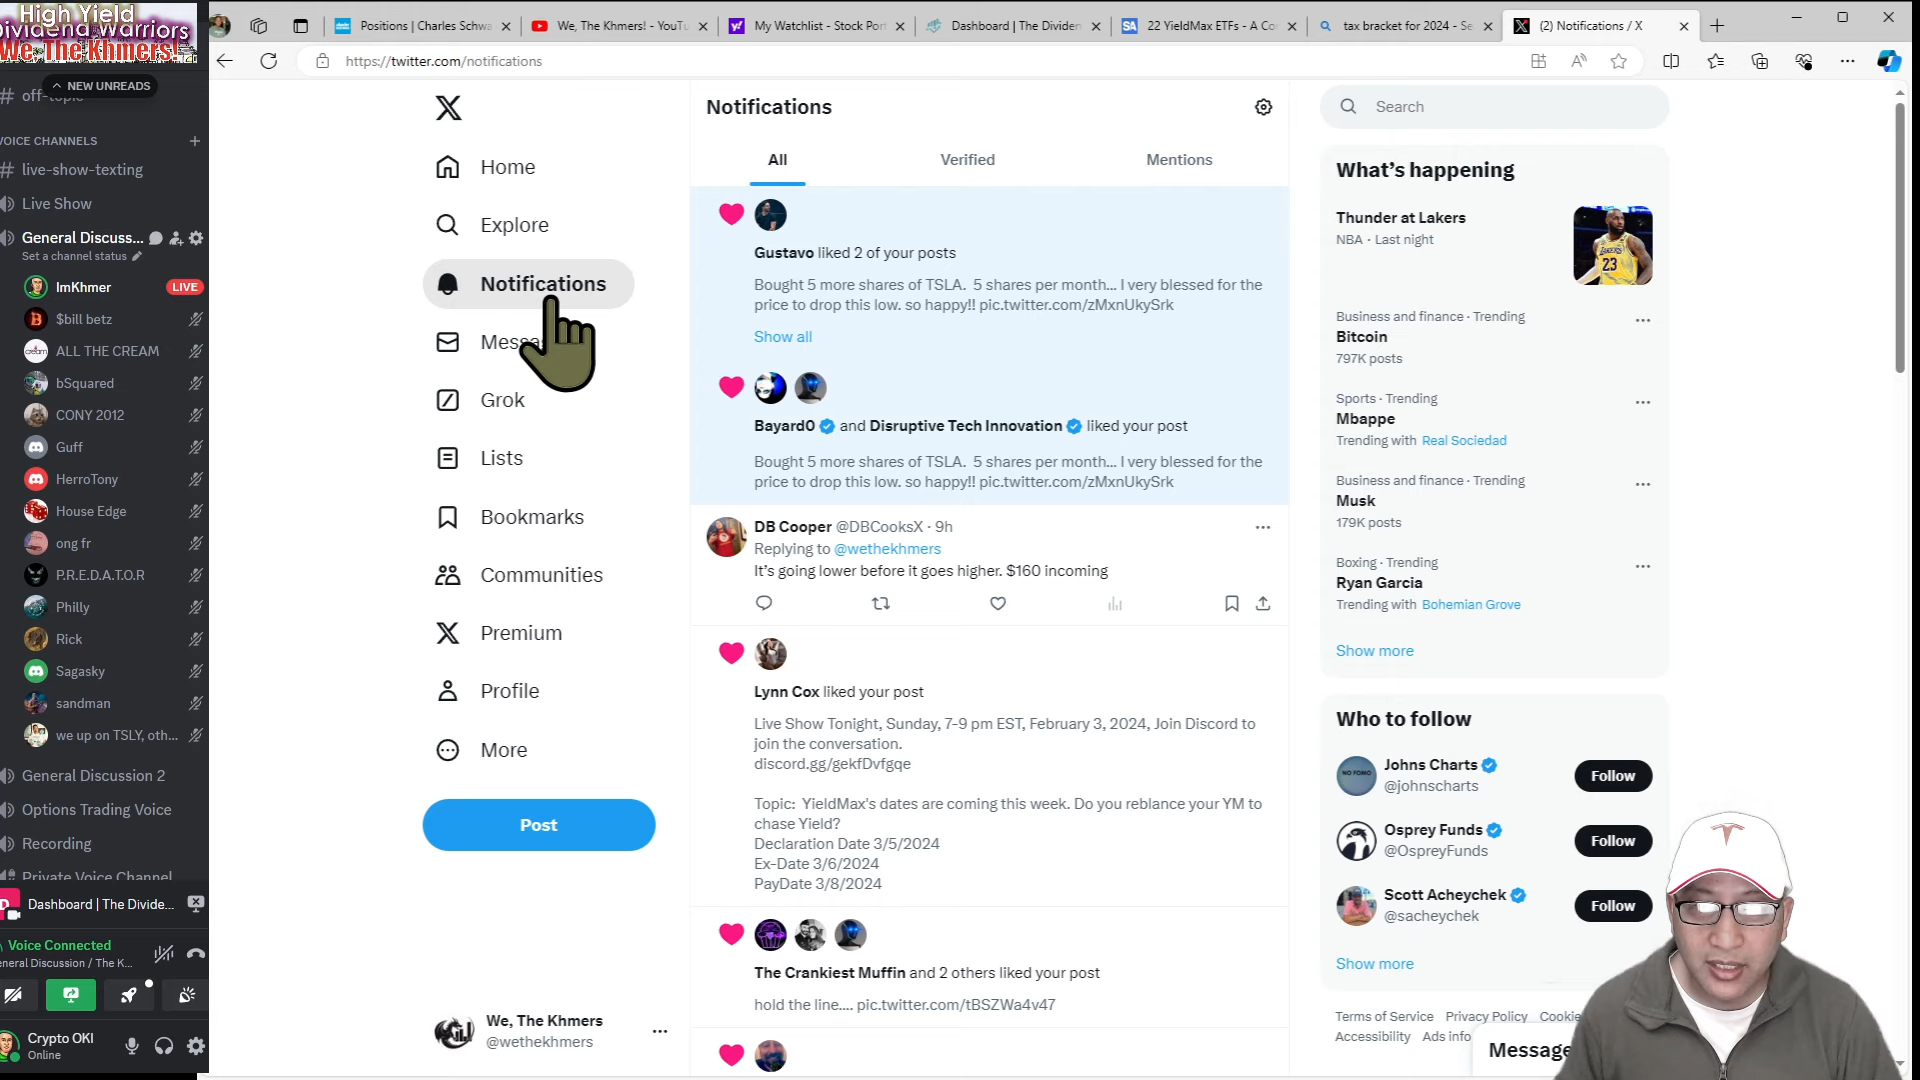 High Yield
Dividend Warriors
We, The Khmers!
NEW UNREADS
# off-topic
VOICE CHANNELS
# live-show-texting
Live Show
General Discuss...
Set a channel status
ImKhmer LIVE
$bill betz
ALL THE CREAM
bSquared
CONY 2012
Guff
HerroTony
House Edge
ong fr
P.R.E.D.A.T.O.R
Philly
Rick
Sagasky
sandman
we up on TSLY, oth...
General Discussion 2
Options Trading Voice
Recording
Private Voice Channel
Dashboard | The Divide...
Voice Connected
eneral Discussion / The K...
Crypto OKI
Online
Positions | Charles Schwa
We, The Khmers! - YouTu
My Watchlist - Stock Port
Dashboard | The Dividen
22 YieldMax ETFs - A Co
tax bracket for 2024 - Se
(2) Notifications / X
https://twitter.com/notifications
Home
Explore
Notifications
Messa
Grok
Lists
Bookmarks
Communities
Premium
Profile
More
Post
We, The Khmers
@wethekhmers
Notifications
All
Verified
Mentions
Gustavo liked 2 of your posts
Bought 5 more shares of TSLA. 5 shares per month... I very blessed for the
price to drop this low. so happy!! pic.twitter.com/zMxnUkySrk
Show all
Bayard0 and Disruptive Tech Innovation liked your post
Bought 5 more shares of TSLA. 5 shares per month... I very blessed for the
price to drop this low. so happy!! pic.twitter.com/zMxnUkySrk
DB Cooper @DBCooksX · 9h
Replying to @wethekhmers
It's going lower before it goes higher. $160 incoming
Lynn Cox liked your post
Live Show Tonight, Sunday, 7-9 pm EST, February 3, 2024, Join Discord to
join the conversation.
discord.gg/gekfDvfgqe
Topic: YieldMax's dates are coming this week. Do you reblance your YM to
chase Yield?
Declaration Date 3/5/2024
Ex-Date 3/6/2024
PayDate 3/8/2024
The Crankiest Muffin and 2 others liked your post
hold the line.... pic.twitter.com/tBSZWa4v47
Search
What's happening
Thunder at Lakers
NBA · Last night
Business and finance · Trending
Bitcoin
797K posts
Sports · Trending
Mbappe
Trending with Real Sociedad
Business and finance · Trending
Musk
179K posts
Boxing · Trending
Ryan Garcia
Trending with Bohemian Grove
Show more
Who to follow
Johns Charts
@johnscharts
Follow
Osprey Funds
@OspreyFunds
Follow
Scott Acheychek
@sacheychek
Follow
Show more
Terms of Service Privacy Policy Cookie
Accessibility Ads info
Message